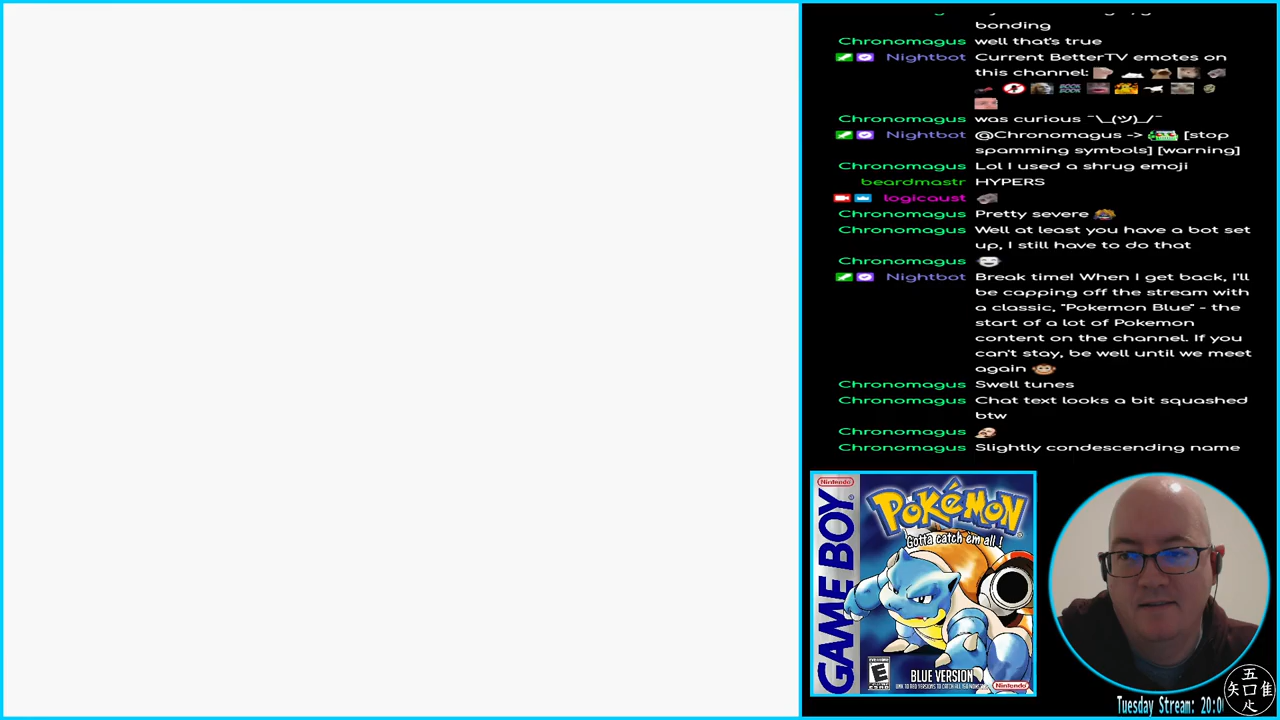 bonding
Chronomagus well that's true
Nightbot Current BetterTV emotes on
this channel:
Chronomagus was curious ¯\_(ツ)_/¯
Nightbot @Chronomagus -> [stop
spamming symbols] [warning]
Chronomagus Lol I used a shrug emoji
beardmastr HYPERS
logicaust
Chronomagus Pretty severe
Chronomagus Well at least you have a bot set
up, I still have to do that
Chronomagus
Nightbot Break time! When I get back, I'll
be capping off the stream with
a classic, "Pokemon Blue" - the
start of a lot of Pokemon
content on the channel. If you
can't stay, be well until we meet
again
Chronomagus Swell tunes
Chronomagus Chat text looks a bit squashed
btw
Chronomagus
Chronomagus Slightly condescending name
Nintendo
GAME BOY
POKéMON
Gotta catch 'em all!
E
BLUE VERSION
Nintendo
五
矢口隹
止
Tuesday Stream: 20:0